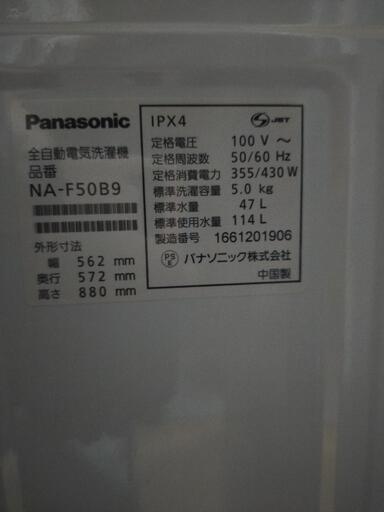 Panasonic
全自動電気洗濯機
品番
NA-F50B9
外形寸法
幅 562 mm
奥行 572 mm
高さ 880 mm
IPX4
JET
定格電圧 100 V ～
定格周波数 50/60 Hz
定格消費電力 355/430 W
標準洗濯容量 5.0 kg
標準水量 47 L
標準使用水量 114 L
製造番号 1661201906
PS
E
パナソニック株式会社
中国製